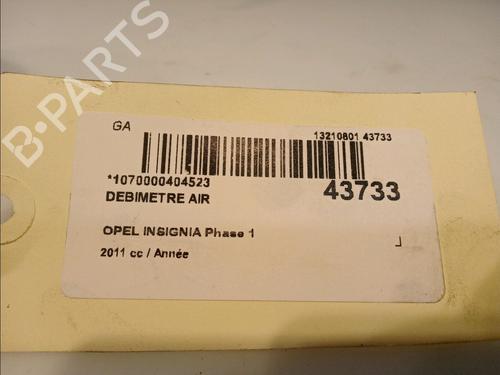 B-PARTS
GA
13210801 43733
*1070000404523
43733
DEBIMETRE AIR
OPEL INSIGNIA Phase 1
2011 cc / Année